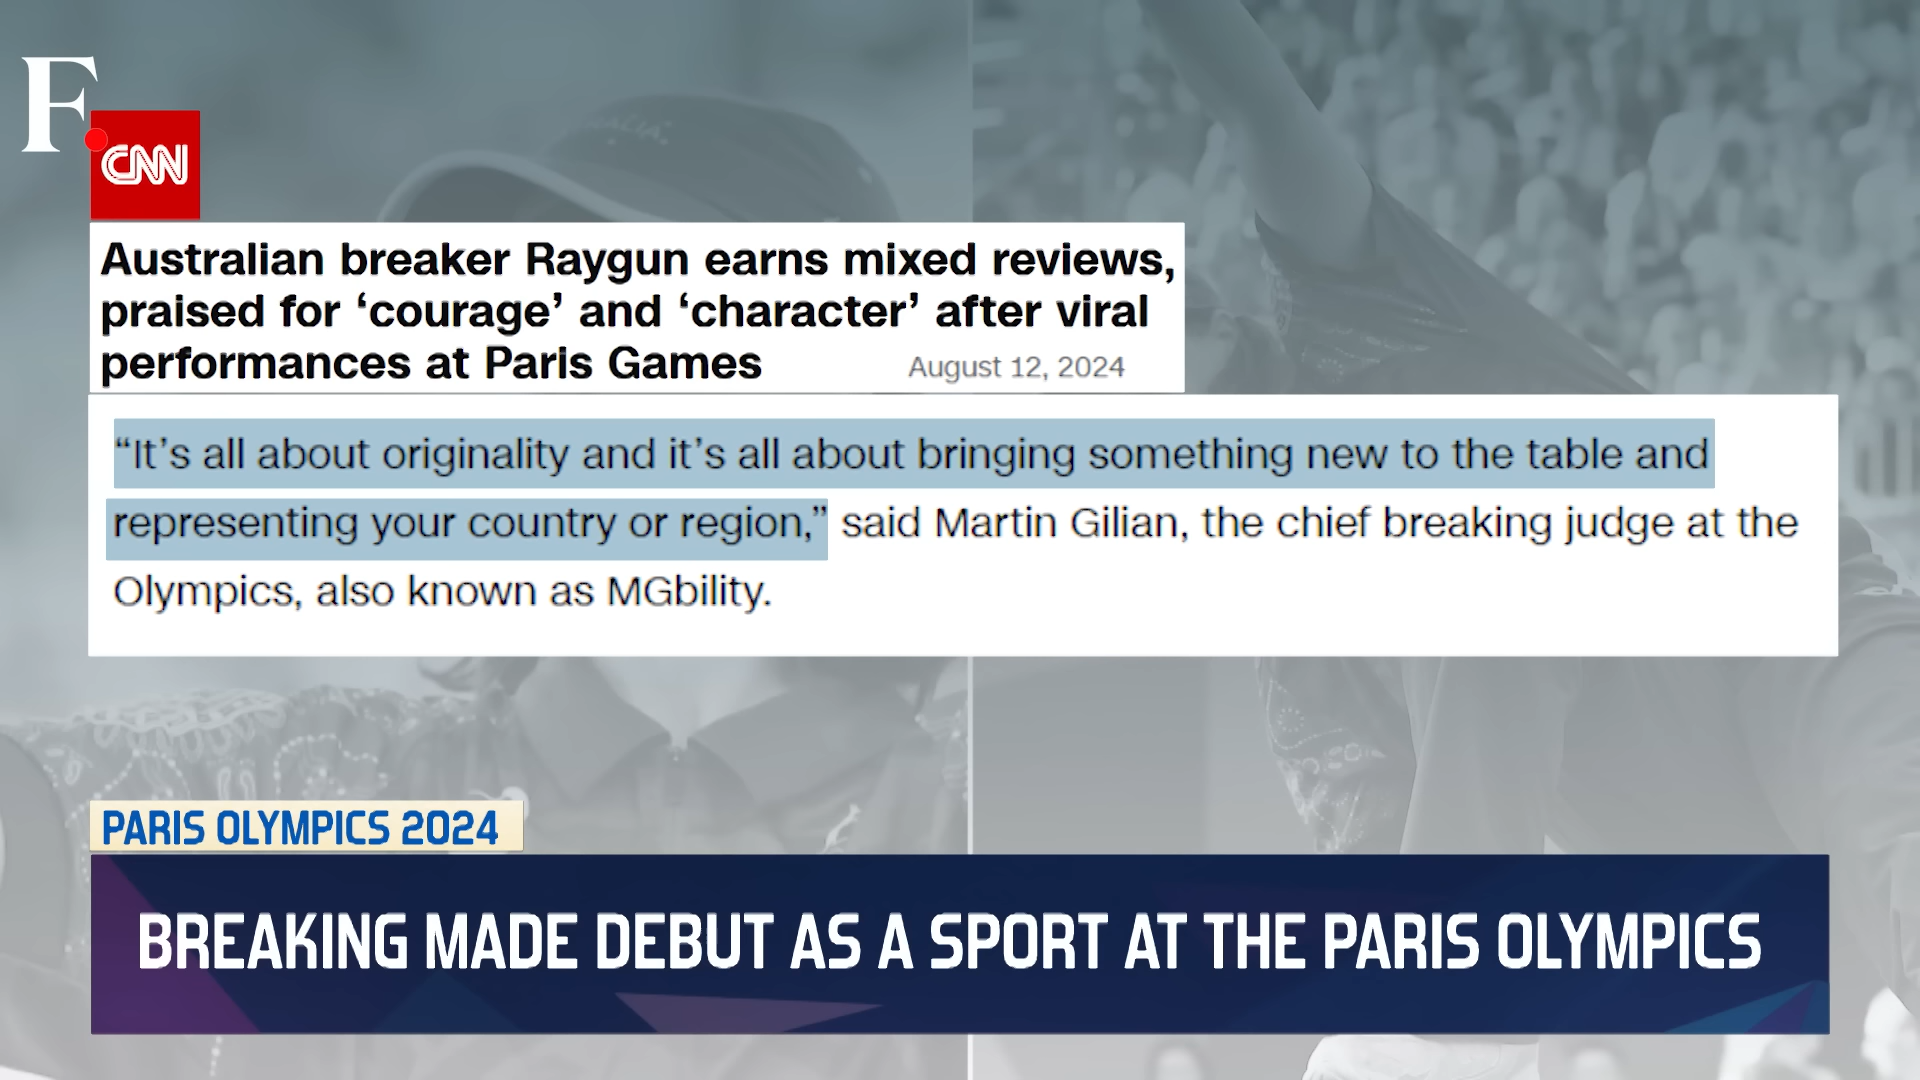 F.
CNN
Australian breaker Raygun earns mixed reviews,
praised for ‘courage’ and ‘character’ after viral
performances at Paris Games
August 12, 2024
“It’s all about originality and it’s all about bringing something new to the table and
representing your country or region,” said Martin Gilian, the chief breaking judge at the
Olympics, also known as MGbility.
PARIS OLYMPICS 2024
BREAKING MADE DEBUT AS A SPORT AT THE PARIS OLYMPICS